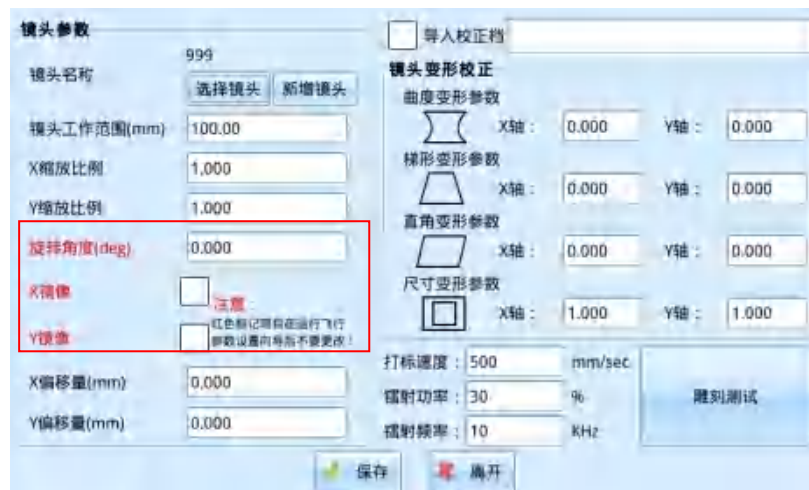 镜头参数
镜头名称
999
选择镜头
新增镜头
镜头工作范围(mm)
100.00
X缩放比例
1.000
Y缩放比例
1.000
旋转角度(deg)
0.000
X镜像
Y镜像
注意:
红色标记项目在运行飞行
参数设置向导后不要更改!
X偏移量(mm)
0.000
Y偏移量(mm)
0.000
导入校正档
镜头变形校正
曲度变形参数
X轴: 0.000 Y轴: 0.000
梯形变形参数
X轴: 0.000 Y轴: 0.000
直角变形参数
X轴: 0.000 Y轴: 0.000
尺寸变形参数
X轴: 1.000 Y轴: 1.000
打标速度: 500 mm/sec
镭射功率: 30 %
镭射频率: 10 KHz
雕刻测试
保存
离开